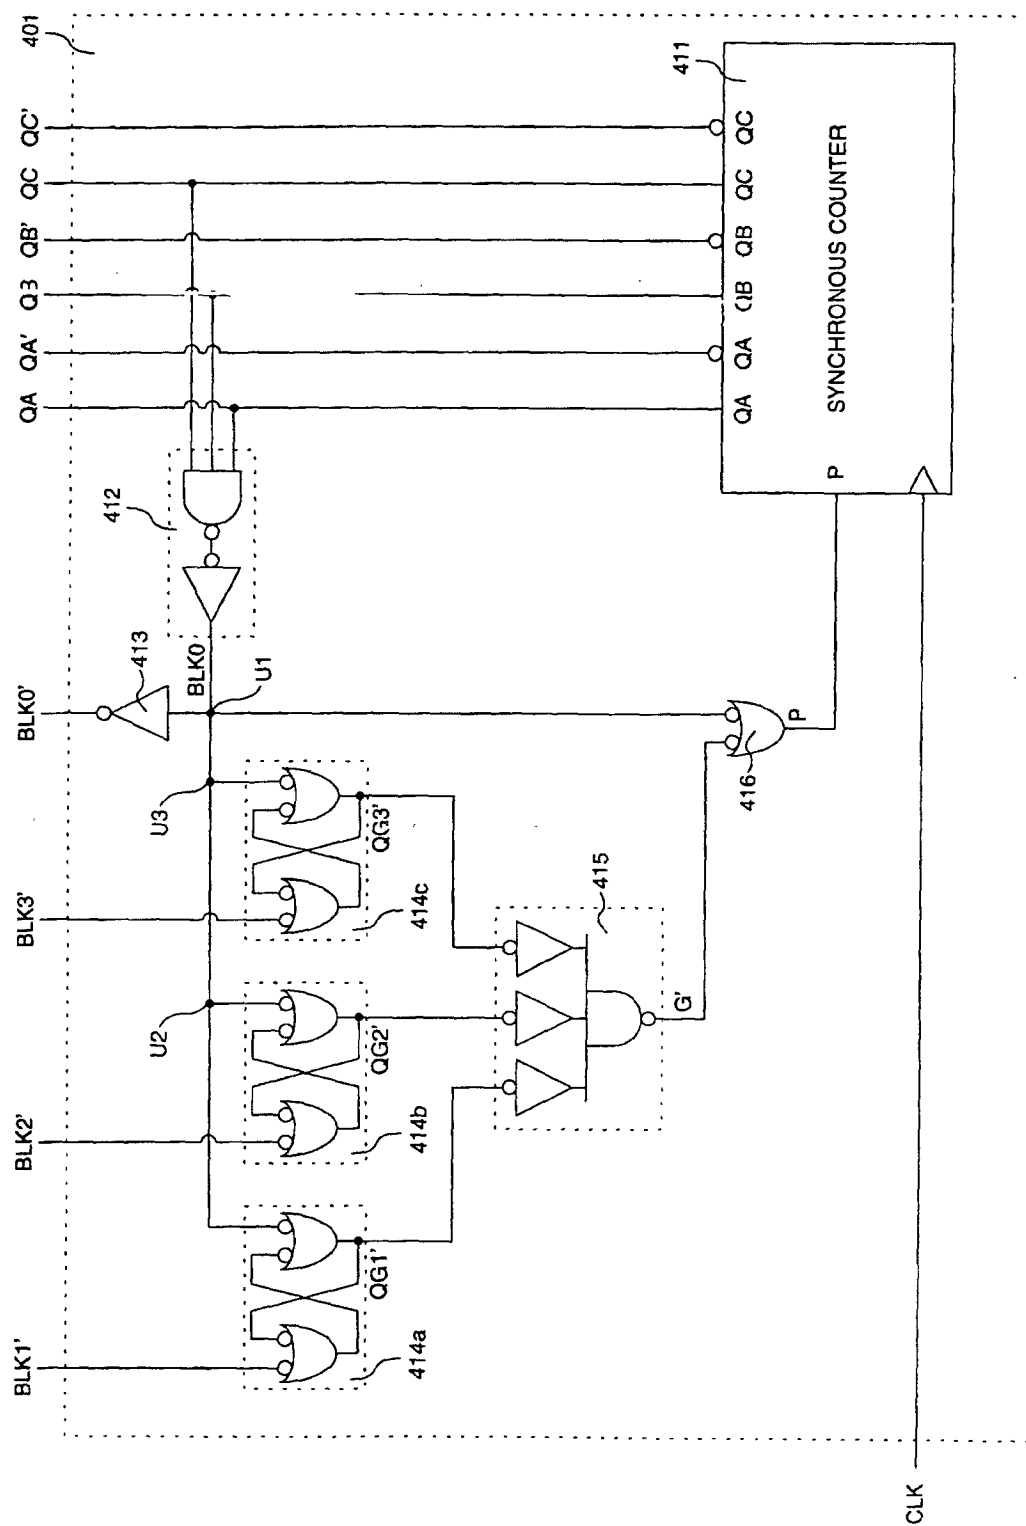 BLK1'
BLK2'
BLK3'
BLK0'
QA
QA'
QB
QB'
QC
QC'
401
413
412
U2
U3
BLK0
U1
QG1'
QG2'
QG3'
414a
414b
414c
415
G'
416
P
411
QA
QA
QB
QB
QC
QC
P
SYNCHRONOUS COUNTER
CLK